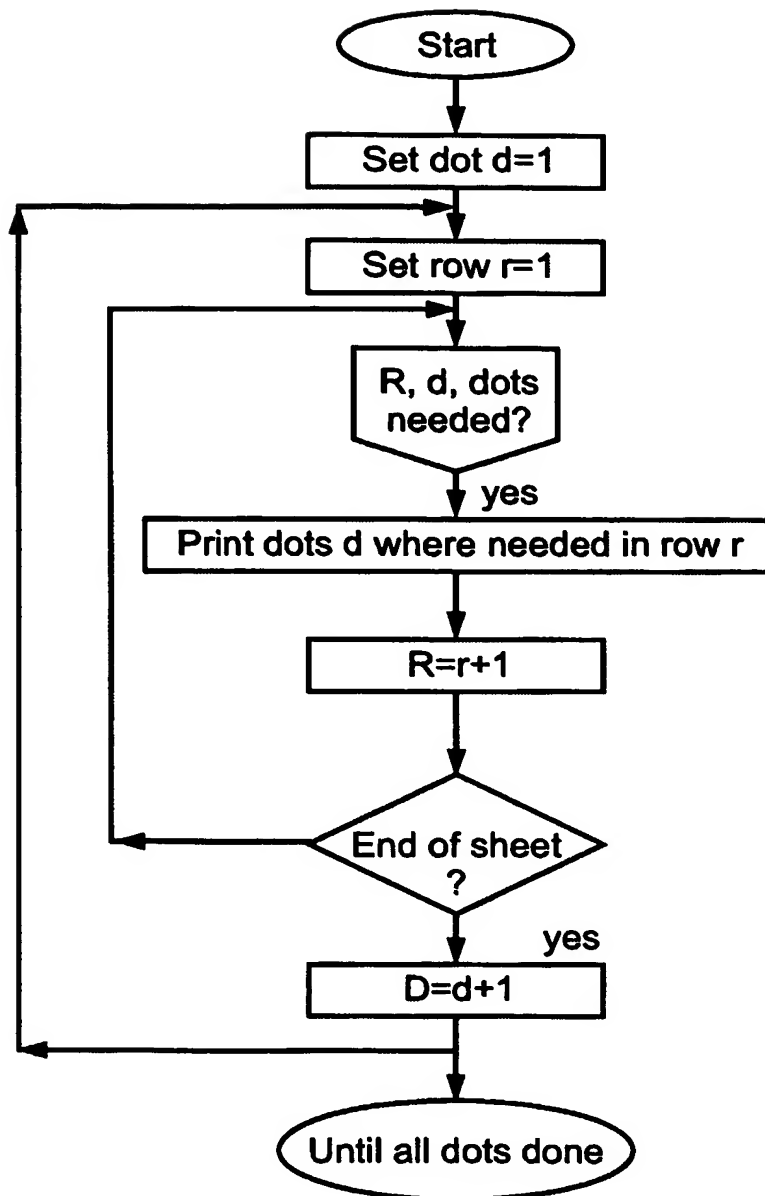 Start
Set dot d=1
Set row r=1
R, d, dots
needed?
yes
Print dots d where needed in row r
R=r+1
End of sheet
?
yes
D=d+1
Until all dots done